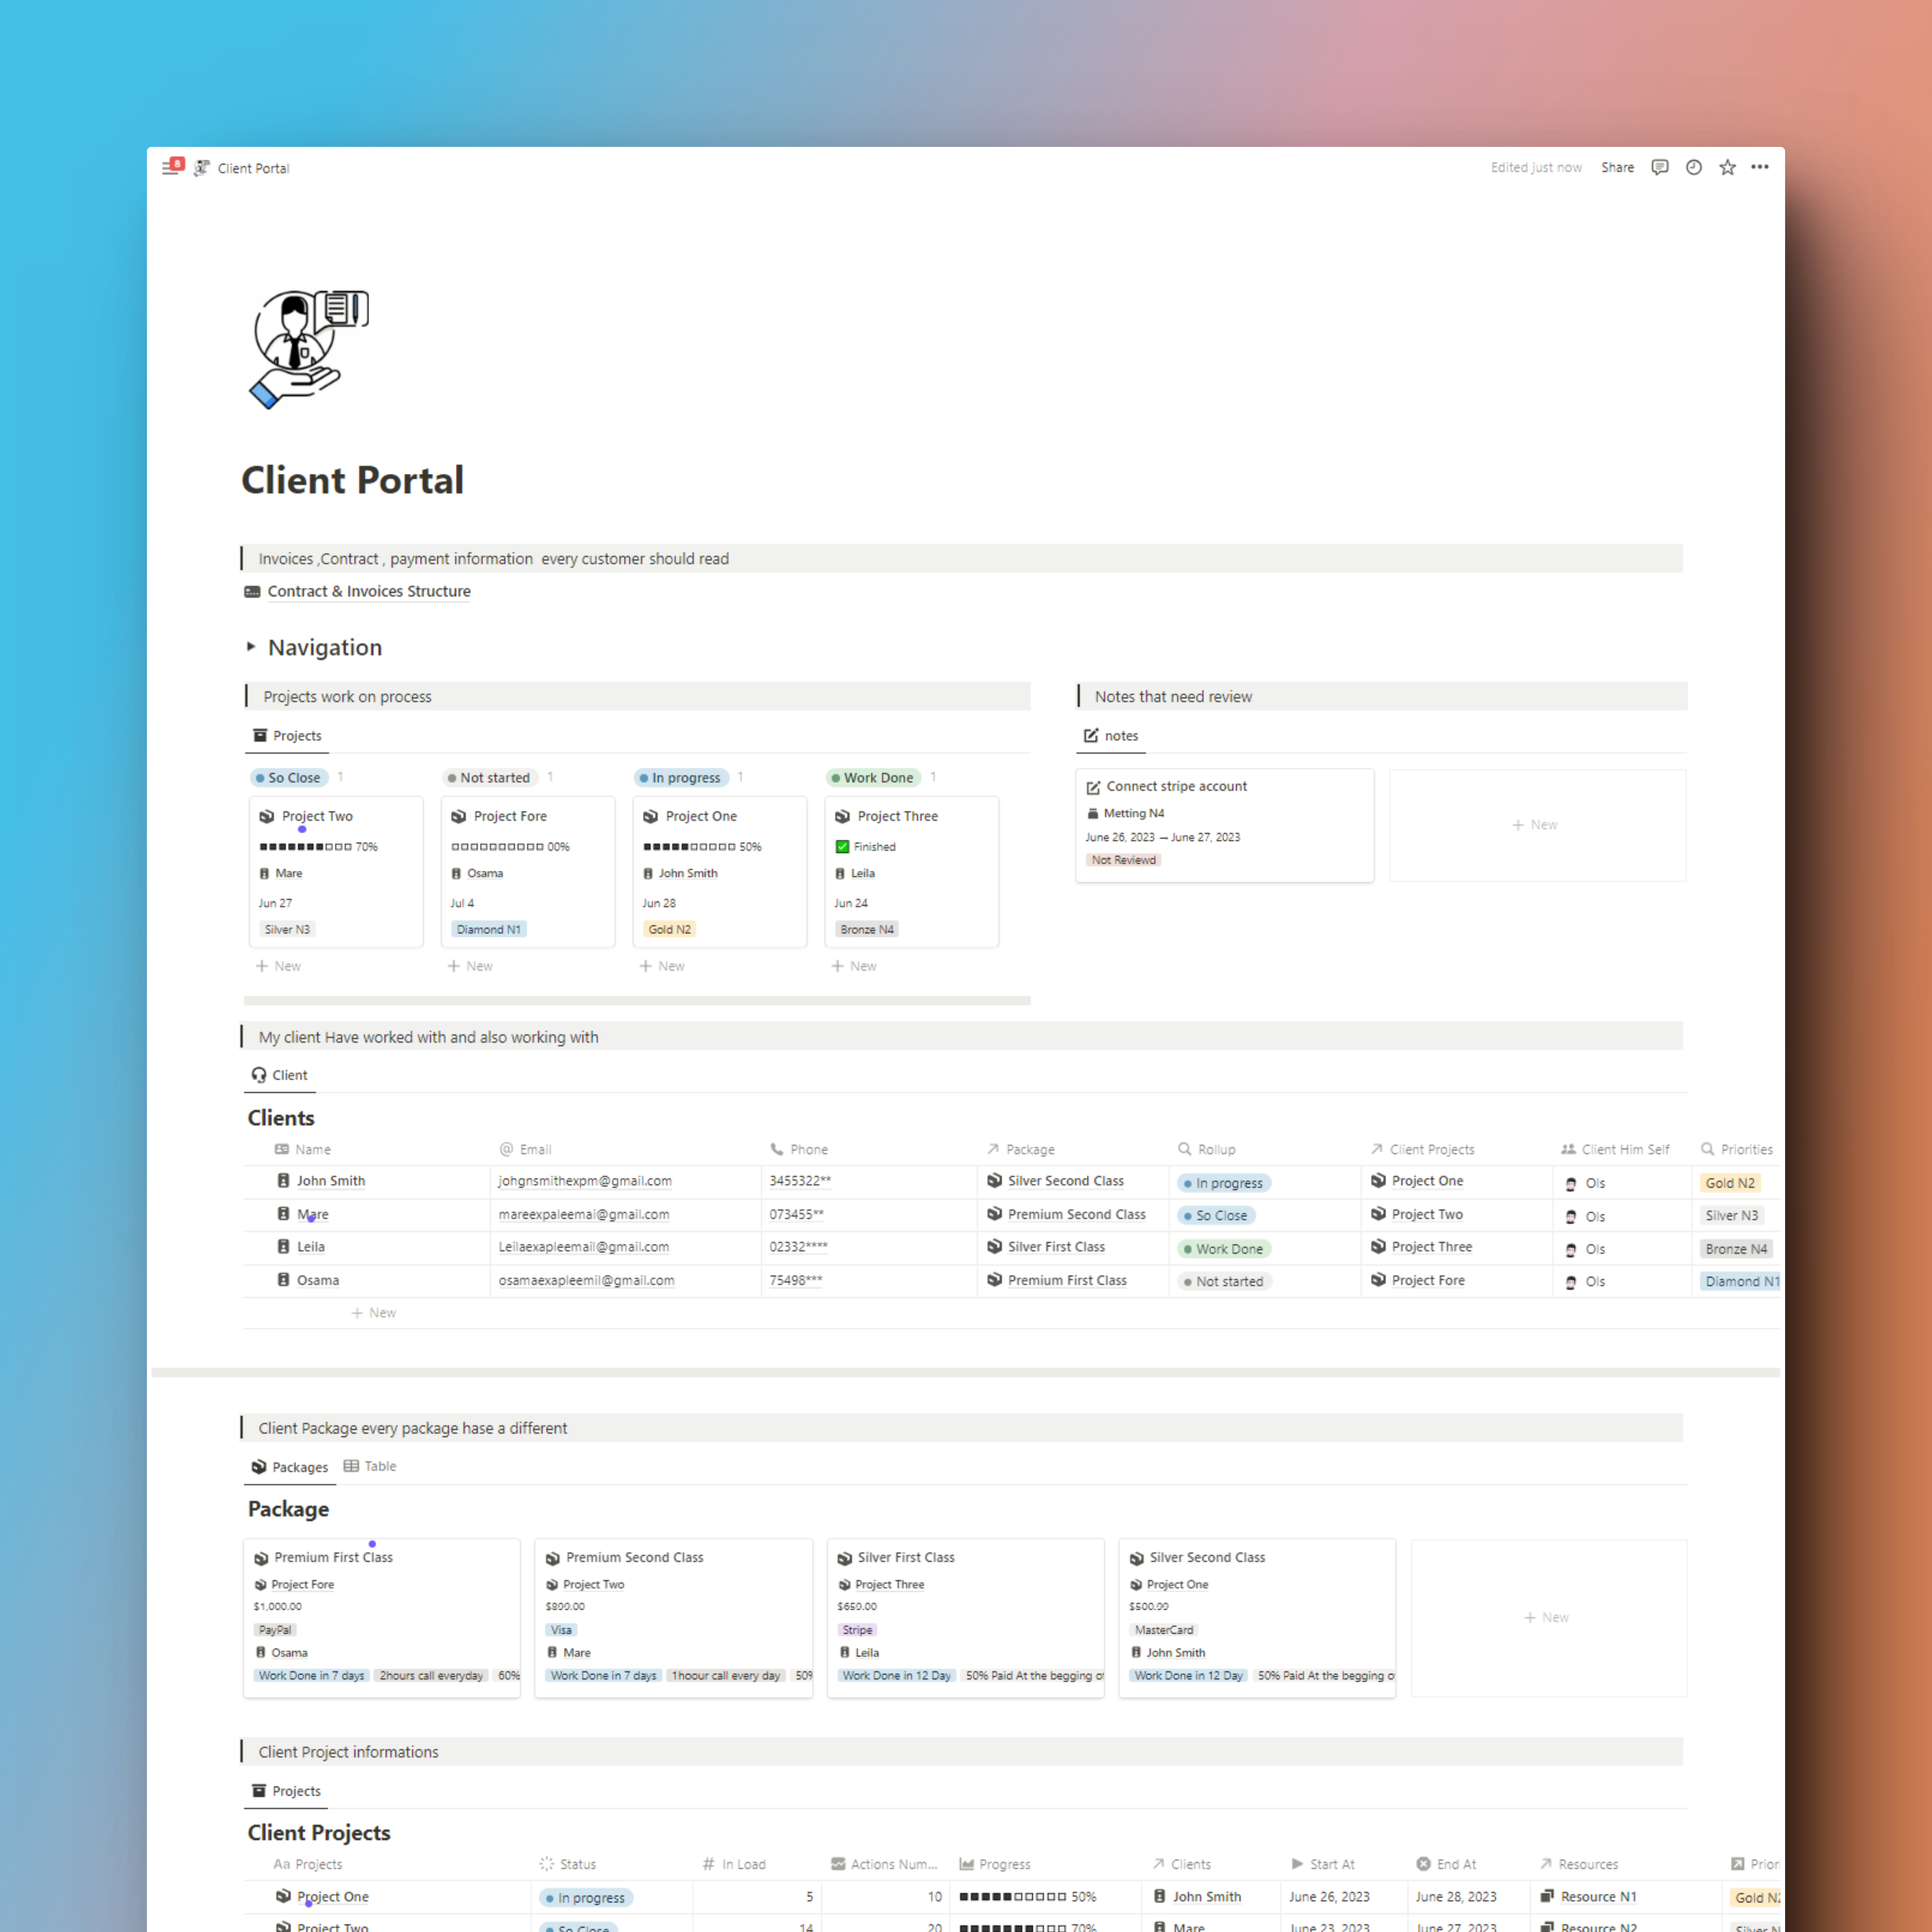 8 Client Portal Edited just now Share
Client Portal
Invoices ,Contract , payment information every customer should read
Contract & Invoices Structure
Navigation
Projects work on process
Projects
So Close 1 Not started 1 In progress 1 Work Done 1
Project Two Project Fore Project One Project Three
70% 00% 50% Finished
Mare Osama John Smith Leila
Jun 27 Jul 4 Jun 28 Jun 24
Silver N3 Diamond N1 Gold N2 Bronze N4
+ New + New + New + New
Notes that need review
notes
Connect stripe account
Metting N4
June 26, 2023 → June 27, 2023
Not Reviewd
+ New
My client Have worked with and also working with
Client
Clients
Name @ Email Phone Package Rollup Client Projects Client Him Self Priorities
John Smith johgnsmithexpm@gmail.com 3455322** Silver Second Class In progress Project One Ols Gold N2
Mare mareexpaleemai@gmail.com 073455** Premium Second Class So Close Project Two Ols Silver N3
Leila Leilaexapleemail@gmail.com 02332**** Silver First Class Work Done Project Three Ols Bronze N4
Osama osamaexapleemil@gmail.com 75498*** Premium First Class Not started Project Fore Ols Diamond N1
+ New
Client Package every package hase a different
Packages Table
Package
Premium First Class Premium Second Class Silver First Class Silver Second Class
Project Fore Project Two Project Three Project One
$1,000.00 $800.00 $650.00 $500.00
PayPal Visa Stripe MasterCard
Osama Mare Leila John Smith
Work Done in 7 days 2hours call everyday 60% Work Done in 7 days 1hoour call every day 50% Work Done in 12 Day 50% Paid At the begging Work Done in 12 Day 50% Paid At the begging
+ New
Client Project informations
Projects
Client Projects
Aa Projects Status # In Load Actions Num... Progress Clients Start At End At Resources Prior
Project One In progress 5 10 50% John Smith June 26, 2023 June 28, 2023 Resource N1 Gold N2
Project Two So Close 14 20 70% Mare June 23, 2023 June 27, 2023 Resource N2 Silver